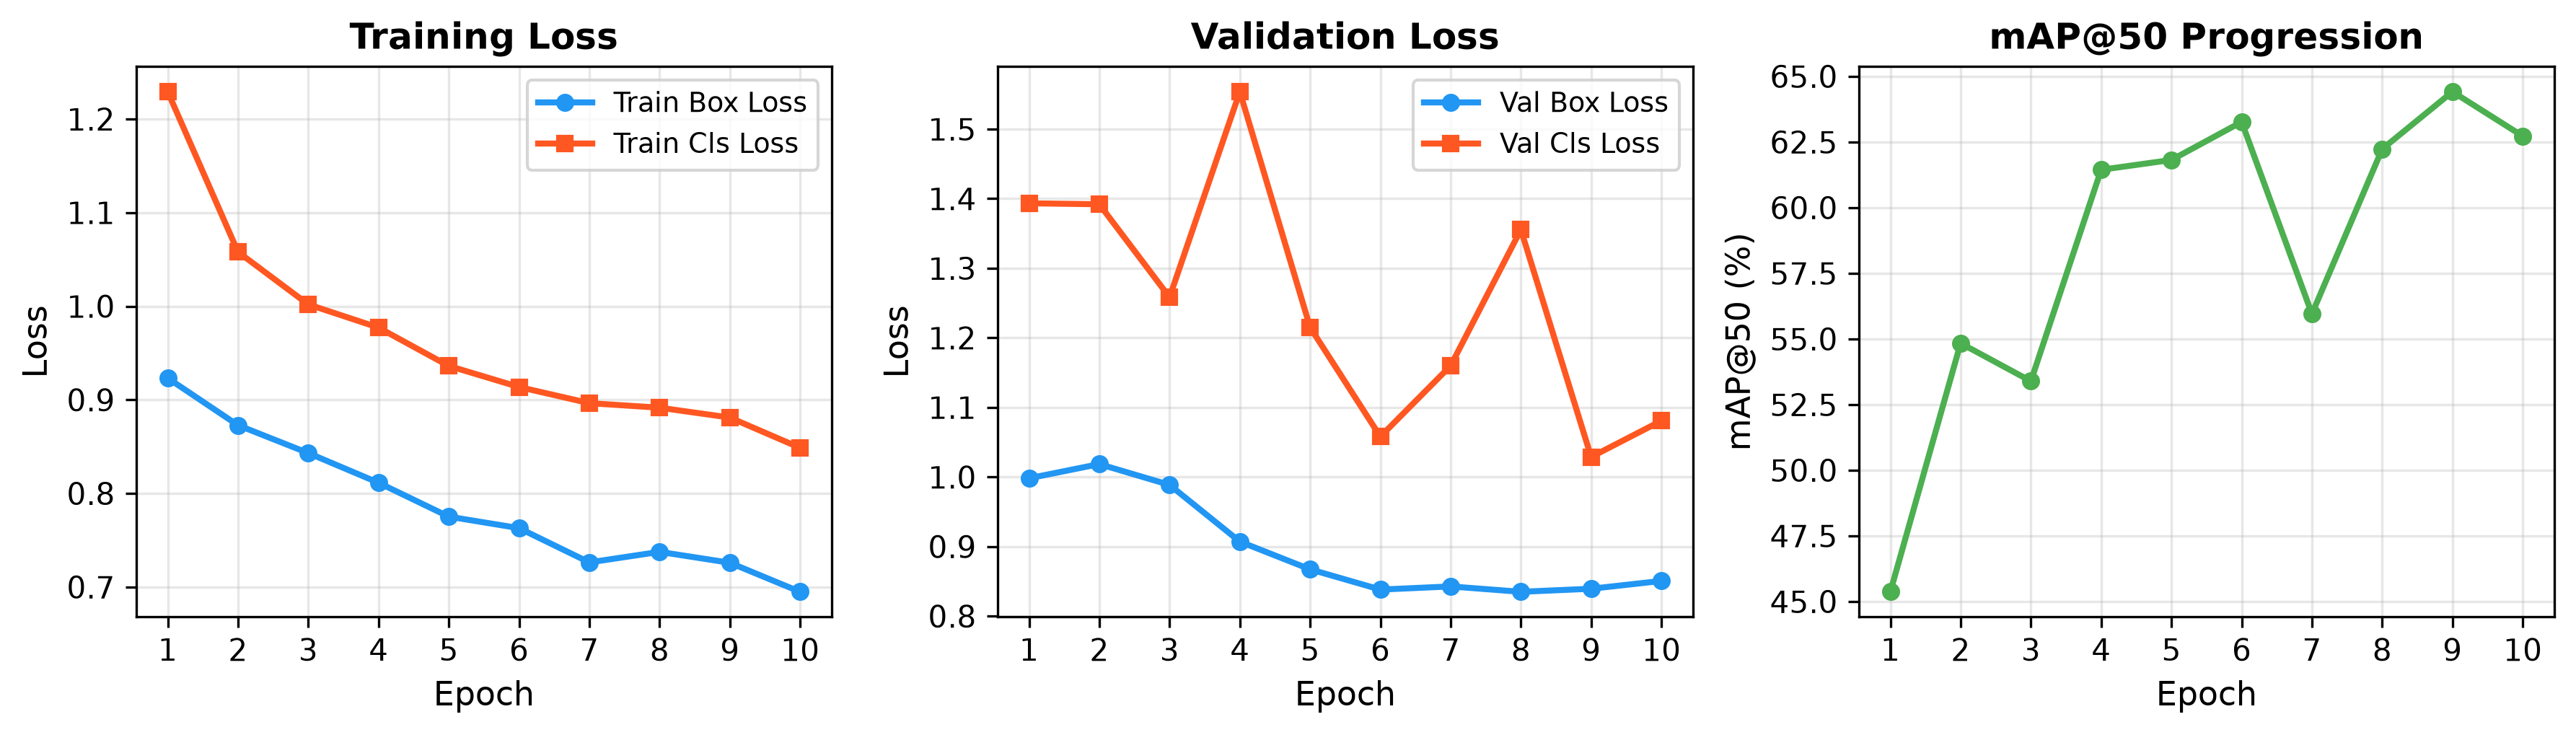 Training Loss
Train Box Loss
Train Cls Loss
1.2
1.1
1.0
0.9
0.8
0.7
Loss
1 2 3 4 5 6 7 8 9 10
Epoch
Validation Loss
Val Box Loss
Val Cls Loss
1.5
1.4
1.3
1.2
1.1
1.0
0.9
0.8
Loss
1 2 3 4 5 6 7 8 9 10
Epoch
mAP@50 Progression
65.0
62.5
60.0
57.5
55.0
52.5
50.0
47.5
45.0
mAP@50 (%)
1 2 3 4 5 6 7 8 9 10
Epoch